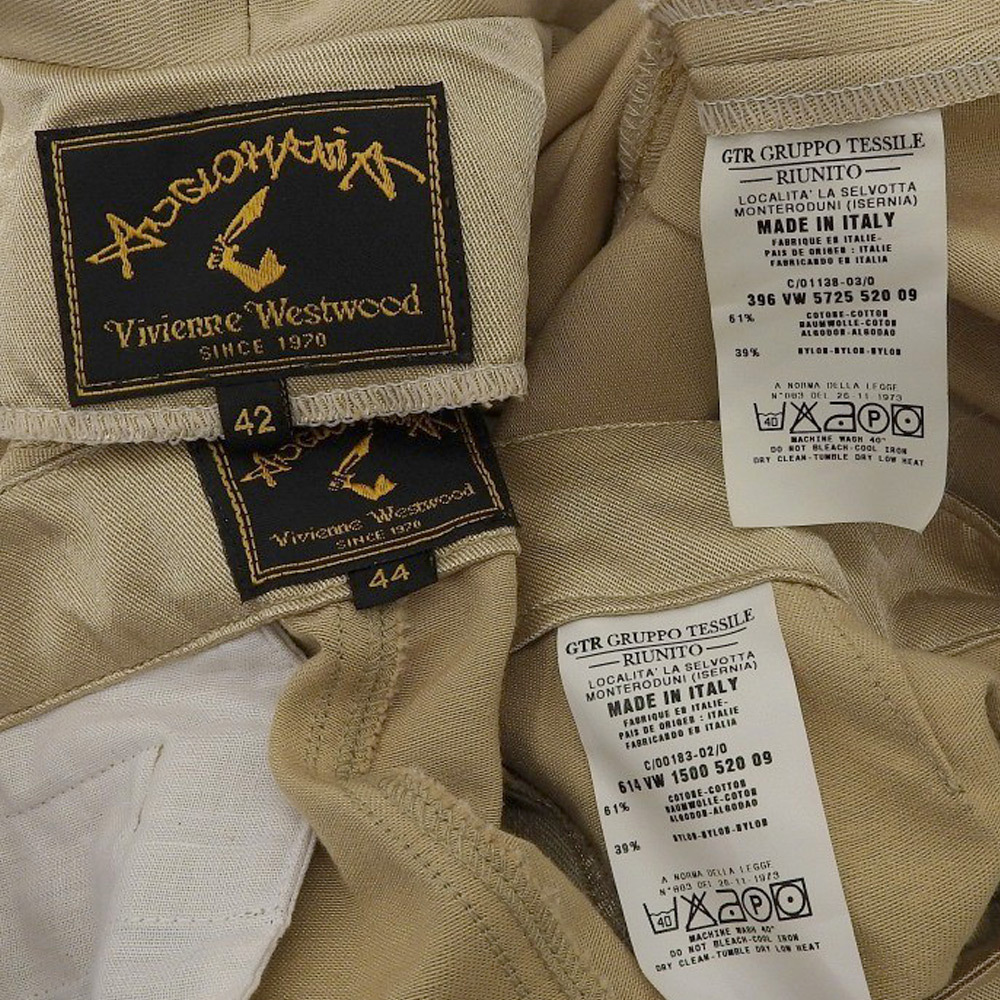 ANGLOMANIA
Vivienne Westwood
SINCE 1970
42
ANGLOMANIA
Vivienne Westwood
SINCE 1970
44
GTR GRUPPO TESSILE
RIUNITO
LOCALITA' LA SELVOTTA
MONTERODUNI (ISERNIA)
MADE IN ITALY
FABRIQUE EN ITALIE-
PAIS DE ORIGEN : ITALIE
FABRICANDO EN ITALIA
C/01138-03/0
396 VW 5725 520 09
61% COTONE-COTTON
BAUMWOLLE-COTON
ALGODON-ALGODAO
39% NYLON-NYLON-NYLON
A NORMA DELLA LEGGE
N°883 DEL 26-11-1973
40 A P
MACHINE WASH 40°
DO NOT BLEACH-COOL IRON
DRY CLEAN-TUMBLE DRY LOW HEAT
GTR GRUPPO TESSILE
RIUNITO
LOCALITA' LA SELVOTTA
MONTERODUNI (ISERNIA)
MADE IN ITALY
FABRIQUE EN ITALIE-
PAIS DE ORIGEN : ITALIE
FABRICANDO EN ITALIA
C/00183-02/0
614 VW 1500 520 09
61% COTONE-COTTON
BAUMWOLLE-COTON
ALGODON-ALGODAO
39% NYLON-NYLON-NYLON
A NORMA DELLA LEGGE
N°883 DEL 26-11-1973
40 P
MACHINE WASH 40°
DO NOT BLEACH-COOL IRON
DRY CLEAN-TUMBLE DRY LOW HEAT